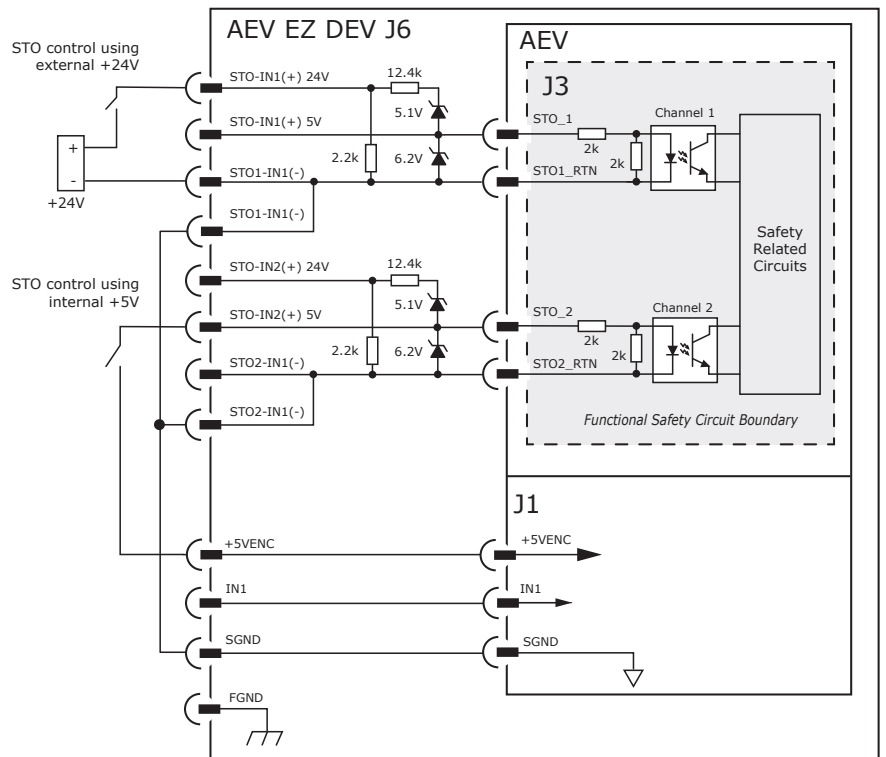 AEV EZ DEV J6
AEV
STO control using
external +24V
STO-IN1(+) 24V
12.4k
J3
5.1V
Channel 1
STO-IN1(+) 5V
STO_1
2k
+
2.2k
6.2V
2k
-
STO1-IN1(-)
STO1_RTN
+24V
STO1-IN1(-)
Safety
Related
Circuits
STO-IN2(+) 24V
12.4k
STO control using
internal +5V
5.1V
Channel 2
STO-IN2(+) 5V
STO_2
2k
2.2k
6.2V
2k
STO2-IN1(-)
STO2_RTN
STO2-IN1(-)
Functional Safety Circuit Boundary
J1
+5VENC
+5VENC
IN1
IN1
SGND
SGND
FGND